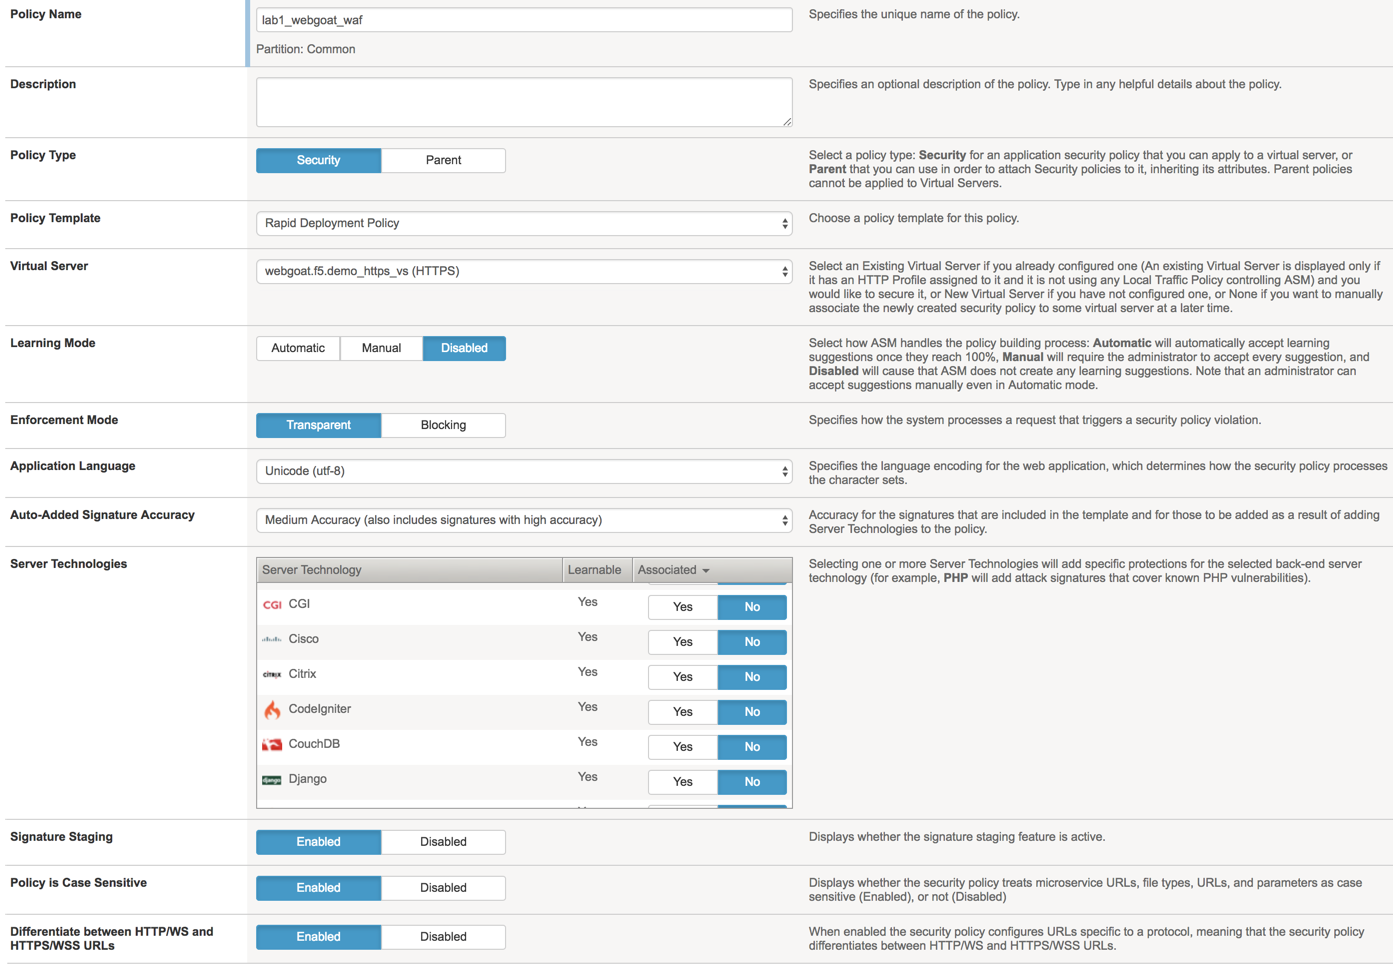 Policy Name
lab1_webgoat_waf
Partition: Common
Specifies the unique name of the policy.
Description
Specifies an optional description of the policy. Type in any helpful details about the policy.
Policy Type
Security
Parent
Select a policy type: Security for an application security policy that you can apply to a virtual server, or
Parent that you can use in order to attach Security policies to it, inheriting its attributes. Parent policies
cannot be applied to Virtual Servers.
Policy Template
Rapid Deployment Policy
Choose a policy template for this policy.
Virtual Server
webgoat.f5.demo_https_vs (HTTPS)
Select an Existing Virtual Server if you already configured one (An existing Virtual Server is displayed only if
it has an HTTP Profile assigned to it and it is not using any Local Traffic Policy controlling ASM) and you
would like to secure it, or New Virtual Server if you have not configured one, or None if you want to manually
associate the newly created security policy to some virtual server at a later time.
Learning Mode
Automatic
Manual
Disabled
Select how ASM handles the policy building process: Automatic will automatically accept learning
suggestions once they reach 100%, Manual will require the administrator to accept every suggestion, and
Disabled will cause that ASM does not create any learning suggestions. Note that an administrator can
accept suggestions manually even in Automatic mode.
Enforcement Mode
Transparent
Blocking
Specifies how the system processes a request that triggers a security policy violation.
Application Language
Unicode (utf-8)
Specifies the language encoding for the web application, which determines how the security policy processes
the character sets.
Auto-Added Signature Accuracy
Medium Accuracy (also includes signatures with high accuracy)
Accuracy for the signatures that are included in the template and for those to be added as a result of adding
Server Technologies to the policy.
Server Technologies
Server Technology
Learnable
Associated
Selecting one or more Server Technologies will add specific protections for the selected back-end server
technology (for example, PHP will add attack signatures that cover known PHP vulnerabilities).
CGI CGI Yes Yes No
Cisco Yes Yes No
CITRIX Citrix Yes Yes No
CodeIgniter Yes Yes No
CouchDB Yes Yes No
django Django Yes Yes No
Signature Staging
Enabled
Disabled
Displays whether the signature staging feature is active.
Policy is Case Sensitive
Enabled
Disabled
Displays whether the security policy treats microservice URLs, file types, URLs, and parameters as case
sensitive (Enabled), or not (Disabled)
Differentiate between HTTP/WS and
HTTPS/WSS URLs
Enabled
Disabled
When enabled the security policy configures URLs specific to a protocol, meaning that the security policy
differentiates between HTTP/WS and HTTPS/WSS URLs.